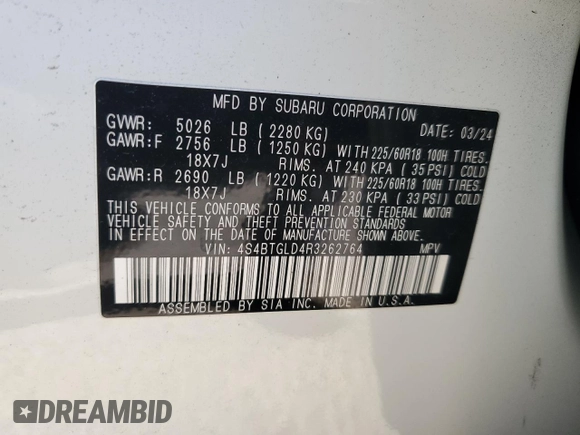 MFD BY SUBARU CORPORATION
GVWR: 5026 LB (2280 KG) DATE: 03/24
GAWR:F 2756 LB (1250 KG) WITH 225/60R18 100H TIRES.
18X7J RIMS. AT 240 KPA (35 PSI) COLD
GAWR:R 2690 LB (1220 KG) WITH 225/60R18 100H TIRES.
18X7J RIMS. AT 230 KPA (33 PSI) COLD
THIS VEHICLE CONFORMS TO ALL APPLICABLE FEDERAL MOTOR
VEHICLE SAFETY AND THEFT PREVENTION STANDARDS
IN EFFECT ON THE DATE OF MANUFACTURE SHOWN ABOVE.
VIN: 4S4BTGLD4R3262764 MPV
ASSEMBLED BY SIA INC. MADE IN U.S.A.
DREAMBID